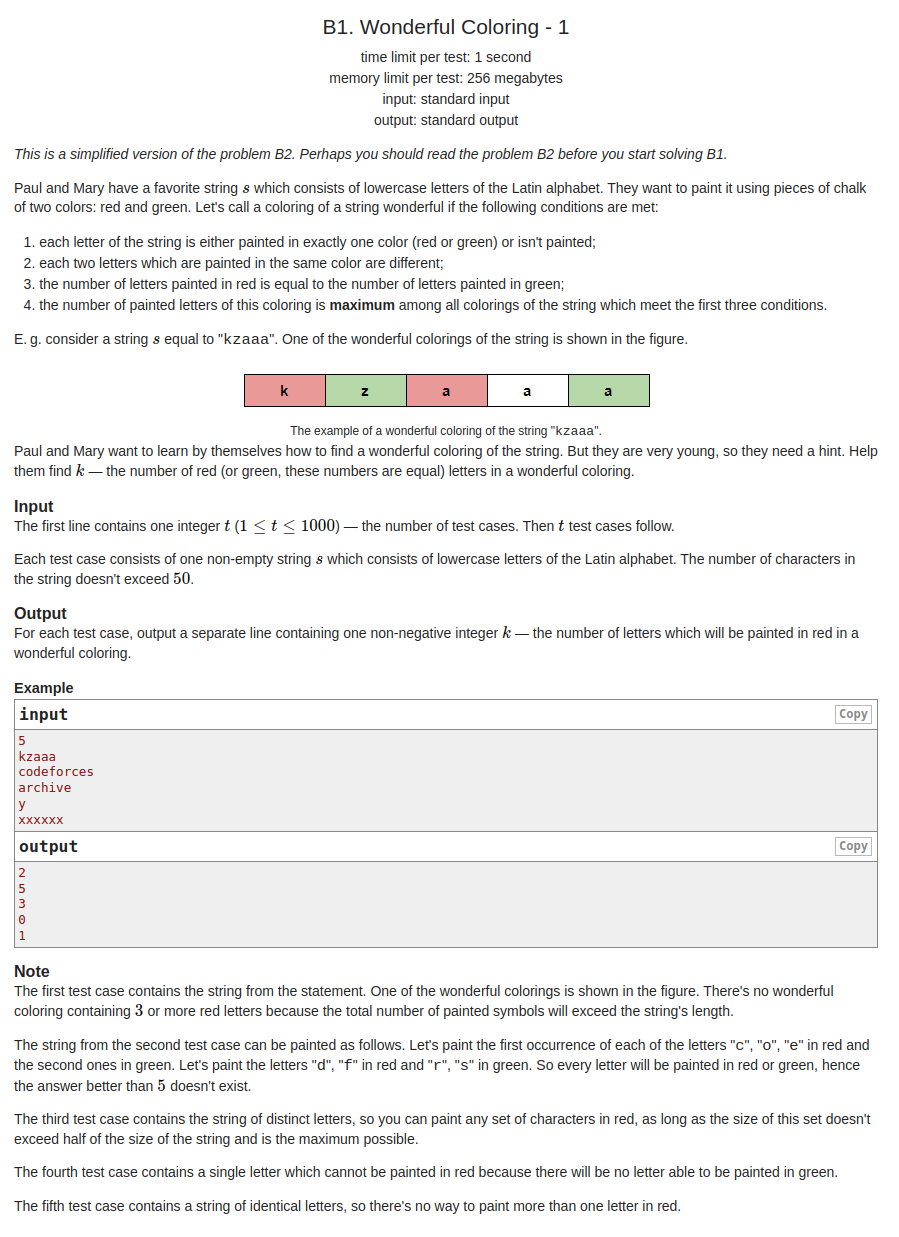 B1. Wonderful Coloring - 1
time limit per test: 1 second
memory limit per test: 256 megabytes
input: standard input
output: standard output
This is a simplified version of the problem B2. Perhaps you should read the problem B2 before you start solving B1.
Paul and Mary have a favorite string s which consists of lowercase letters of the Latin alphabet. They want to paint it using pieces of chalk
of two colors: red and green. Let's call a coloring of a string wonderful if the following conditions are met:
1. each letter of the string is either painted in exactly one color (red or green) or isn't painted;
2. each two letters which are painted in the same color are different;
3. the number of letters painted in red is equal to the number of letters painted in green;
4. the number of painted letters of this coloring is maximum among all colorings of the string which meet the first three conditions.
E. g. consider a string s equal to "kzaaa". One of the wonderful colorings of the string is shown in the figure.
k z a a a
The example of a wonderful coloring of the string "kzaaa".
Paul and Mary want to learn by themselves how to find a wonderful coloring of the string. But they are very young, so they need a hint. Help
them find k — the number of red (or green, these numbers are equal) letters in a wonderful coloring.
Input
The first line contains one integer t (1 ≤ t ≤ 1000) — the number of test cases. Then t test cases follow.
Each test case consists of one non-empty string s which consists of lowercase letters of the Latin alphabet. The number of characters in
the string doesn't exceed 50.
Output
For each test case, output a separate line containing one non-negative integer k — the number of letters which will be painted in red in a
wonderful coloring.
Example
input Copy
5
kzaaa
codeforces
archive
y
xxxxxx
output Copy
2
5
3
0
1
Note
The first test case contains the string from the statement. One of the wonderful colorings is shown in the figure. There's no wonderful
coloring containing 3 or more red letters because the total number of painted symbols will exceed the string's length.
The string from the second test case can be painted as follows. Let's paint the first occurrence of each of the letters "c", "o", "e" in red and
the second ones in green. Let's paint the letters "d", "f" in red and "r", "s" in green. So every letter will be painted in red or green, hence
the answer better than 5 doesn't exist.
The third test case contains the string of distinct letters, so you can paint any set of characters in red, as long as the size of this set doesn't
exceed half of the size of the string and is the maximum possible.
The fourth test case contains a single letter which cannot be painted in red because there will be no letter able to be painted in green.
The fifth test case contains a string of identical letters, so there's no way to paint more than one letter in red.